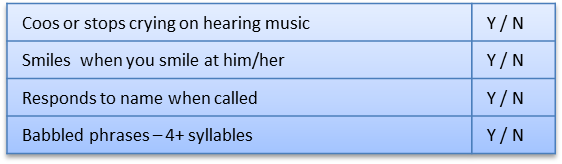 Coos or stops crying on hearing music Y / N
Smiles when you smile at him/her Y / N
Responds to name when called Y / N
Babbled phrases – 4+ syllables Y / N